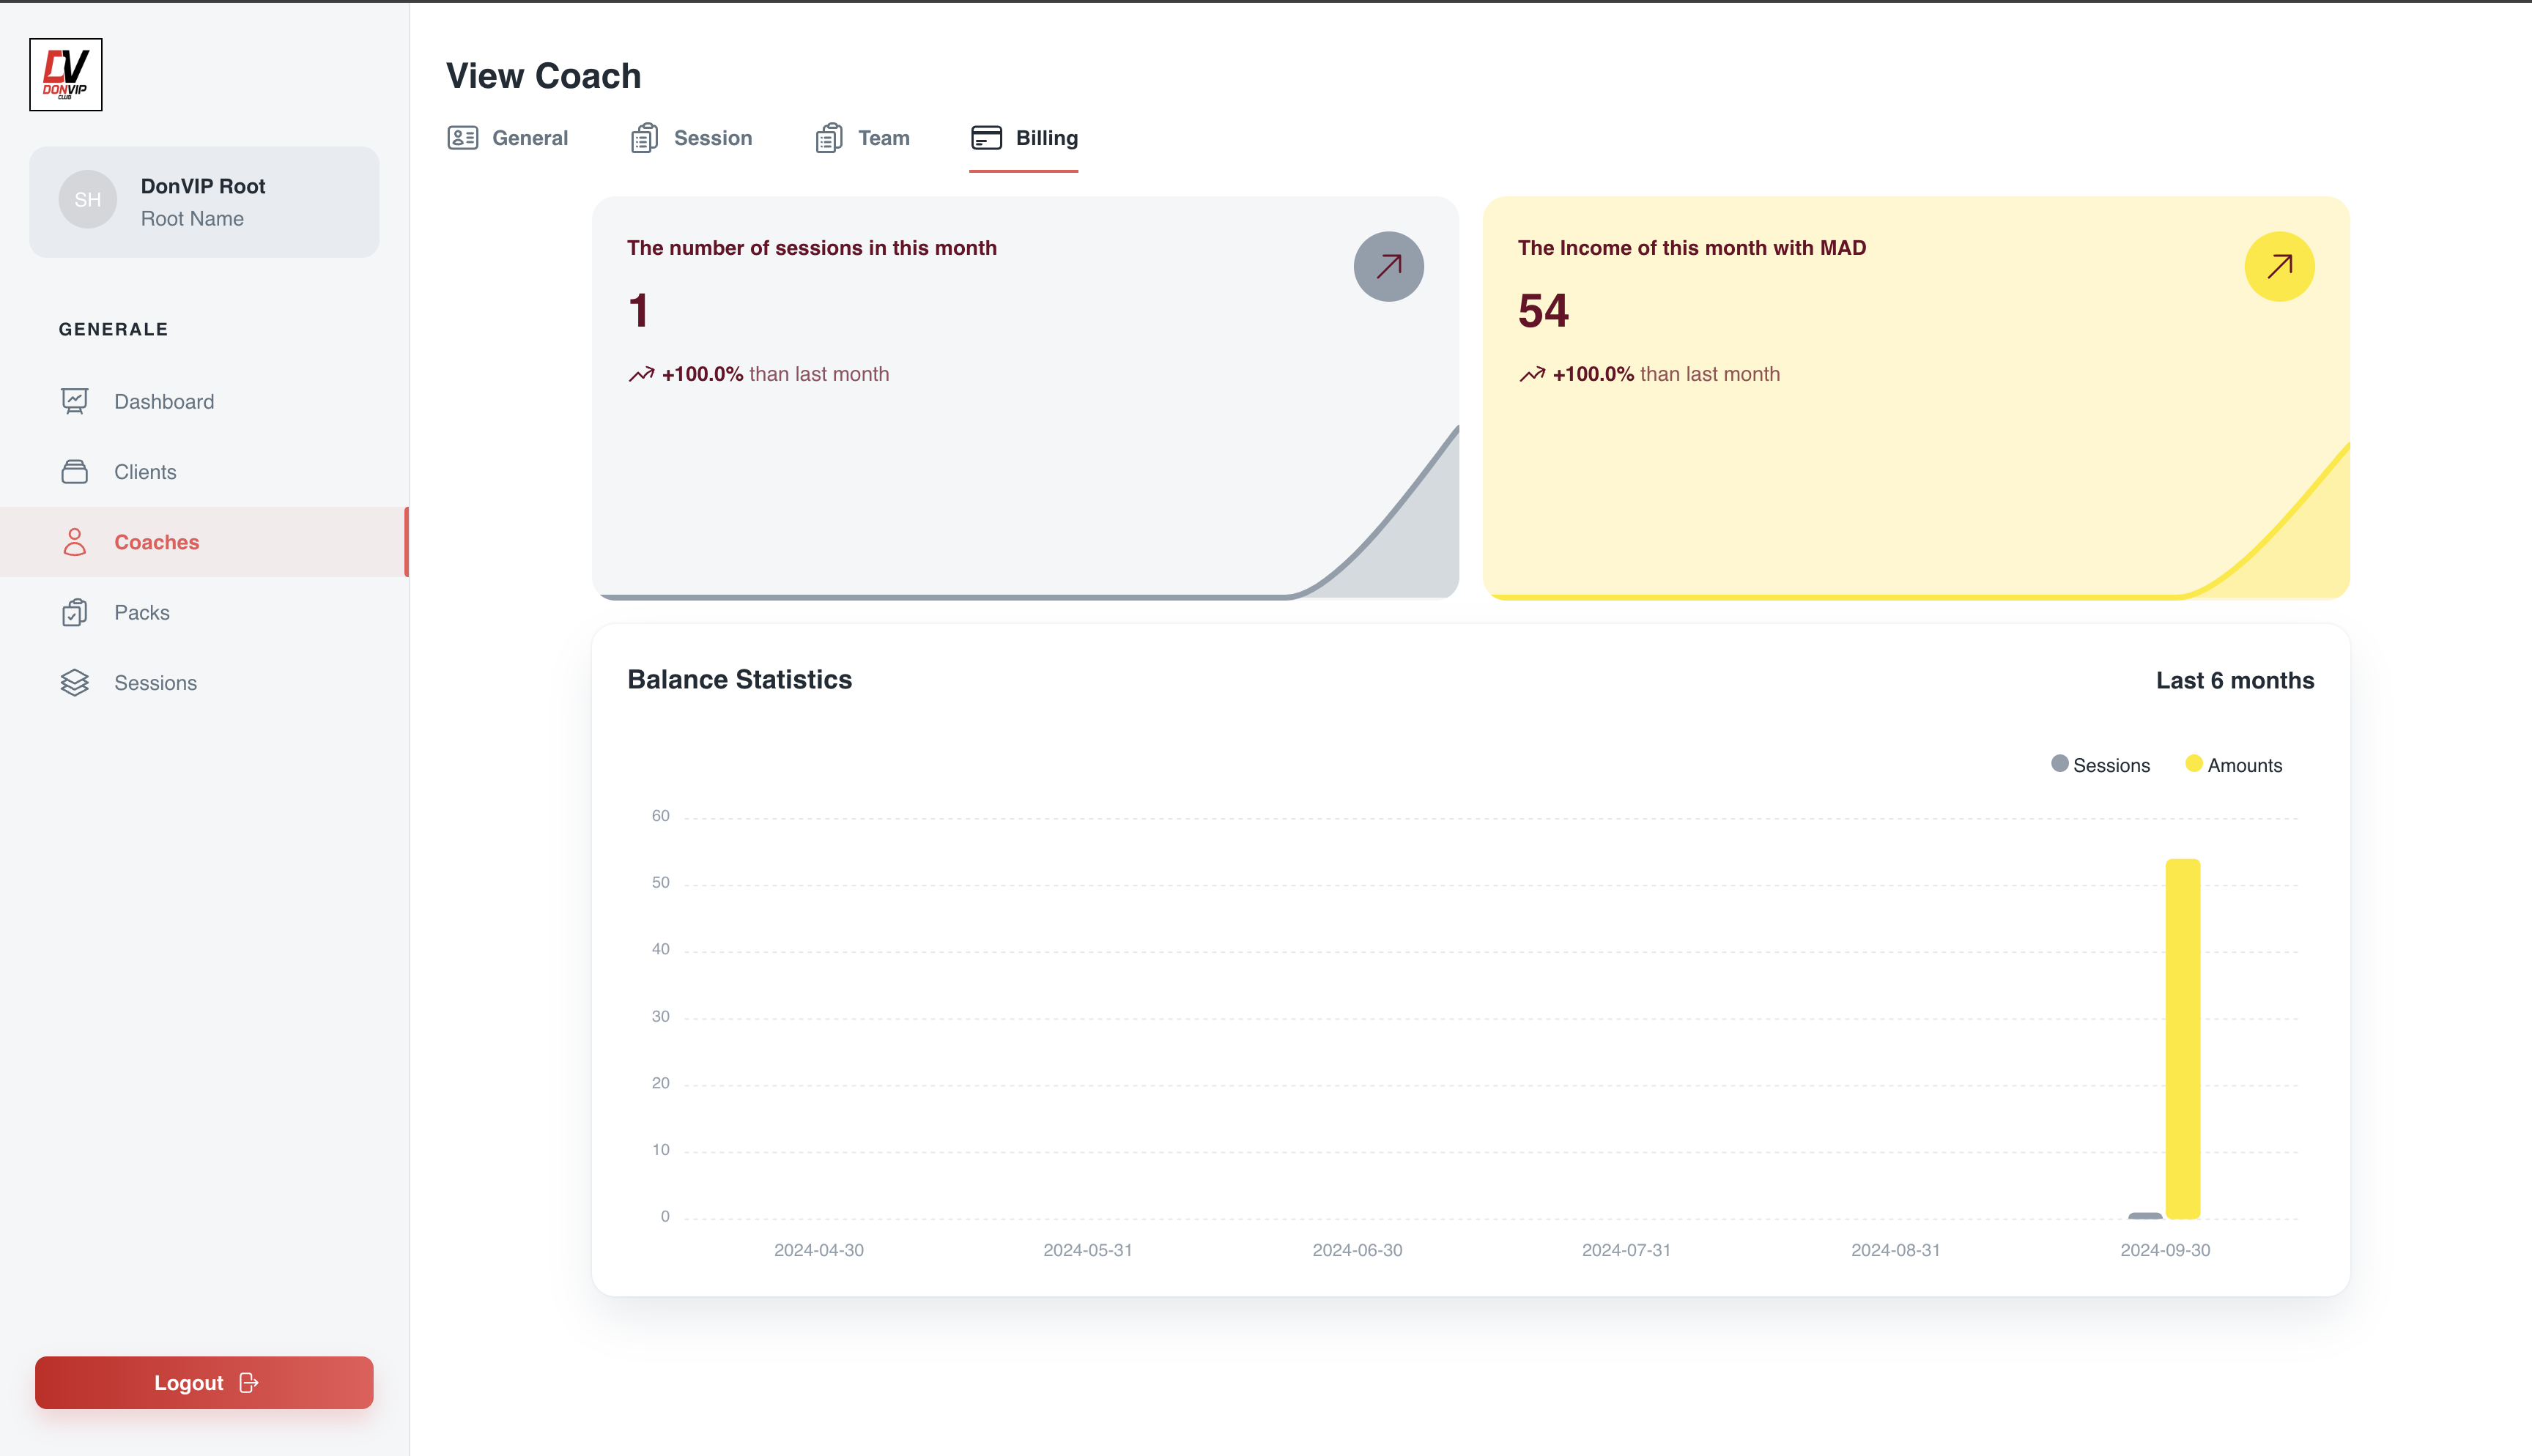 DV
DONVIP
CLUB
SH
DonVIP Root
Root Name
GENERALE
Dashboard
Clients
Coaches
Packs
Sessions
Logout
View Coach
General
Session
Team
Billing
The number of sessions in this month
1
+100.0% than last month
The Income of this month with MAD
54
+100.0% than last month
Balance Statistics
Last 6 months
Sessions
Amounts
60
50
40
30
20
10
0
2024-04-30
2024-05-31
2024-06-30
2024-07-31
2024-08-31
2024-09-30